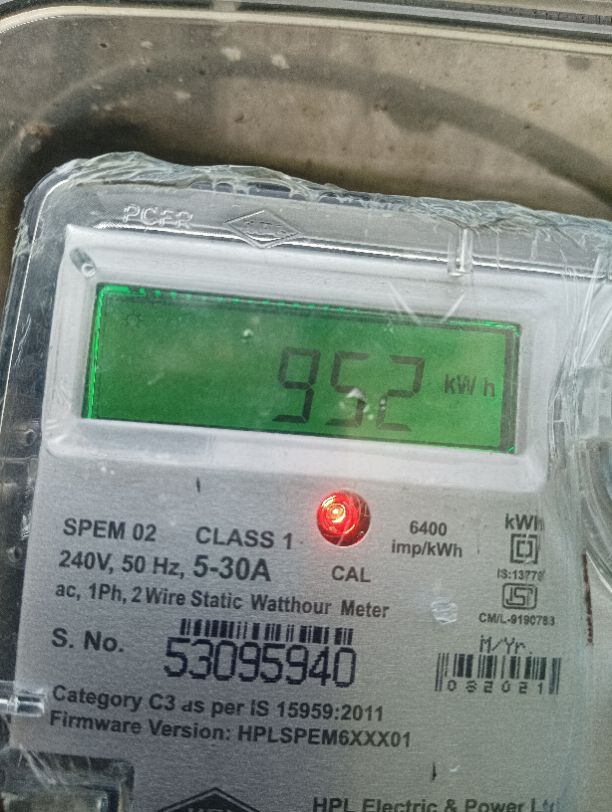 952 kWh
SPEM 02 CLASS 1
6400
imp/kWh
kWh
240V, 50 Hz, 5-30A
CAL
IS:13779
ac, 1Ph, 2 Wire Static Watthour Meter
CM/L-9190783
S. No.
53095940
M/Yr.
082021
Category C3 as per IS 15959:2011
Firmware Version: HPLSPEM6XXX01
HPL Electric & Power